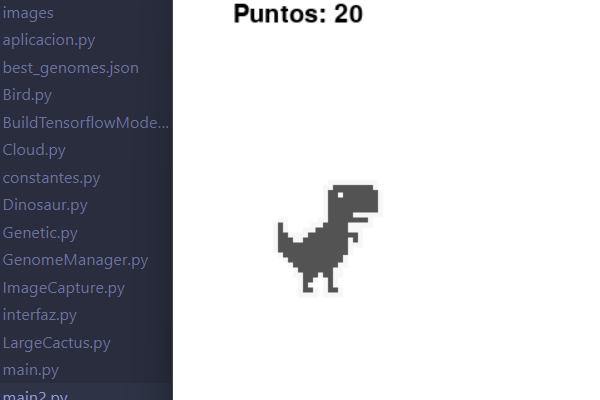 images
aplicacion.py
best_genomes.json
Bird.py
BuildTensorflowMode...
Cloud.py
constantes.py
Dinosaur.py
Genetic.py
GenomeManager.py
ImageCapture.py
interfaz.py
LargeCactus.py
main.py
main2.py
Puntos: 20